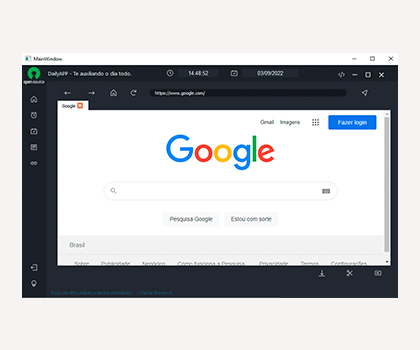 MainWindow
DailyAPP - Te auxiliando o dia todo.
14:48:52
03/09/2022
open source
https://www.google.com/
Google
Gmail Imagens
Fazer login
Google
Pesquisa Google
Estou com sorte
Brasil
Sobre Publicidade Negócios Como funciona a Pesquisa Privacidade Termos Configurações